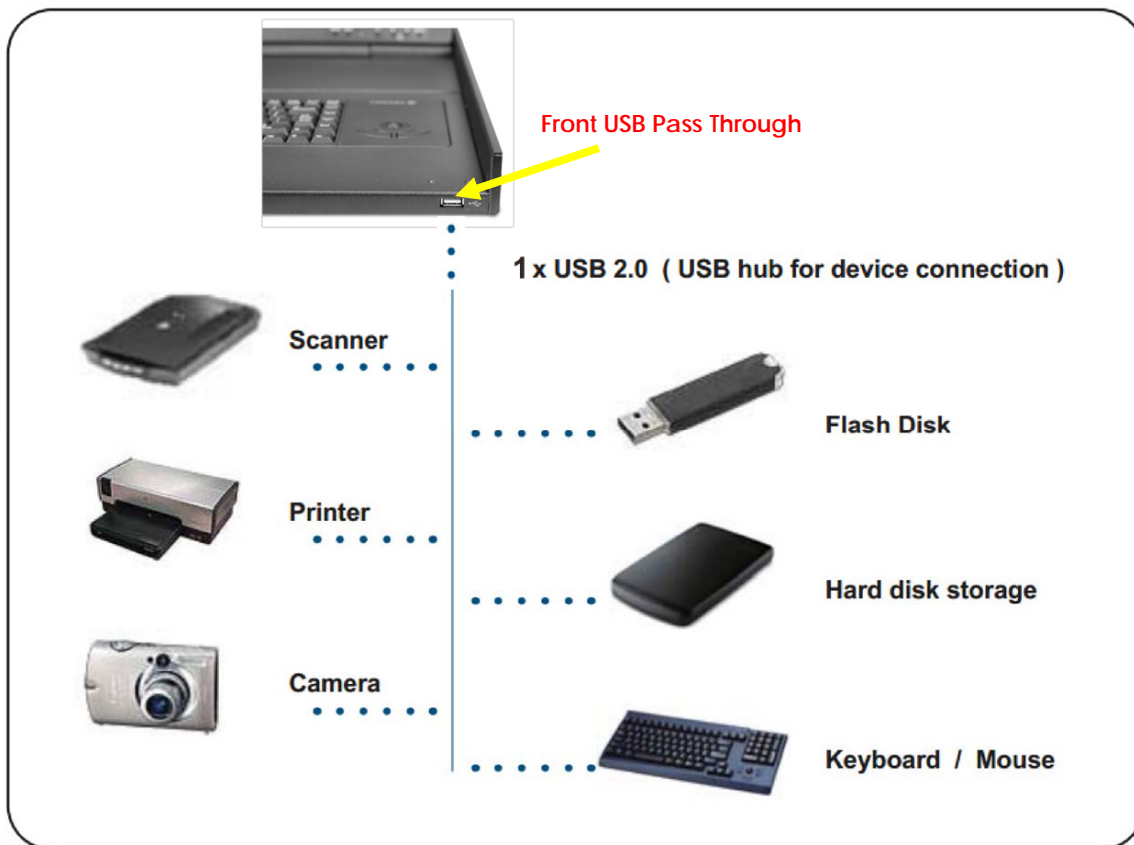 Front USB Pass Through
1 x USB 2.0 ( USB hub for device connection )
Scanner
Flash Disk
Printer
Hard disk storage
Camera
Keyboard / Mouse